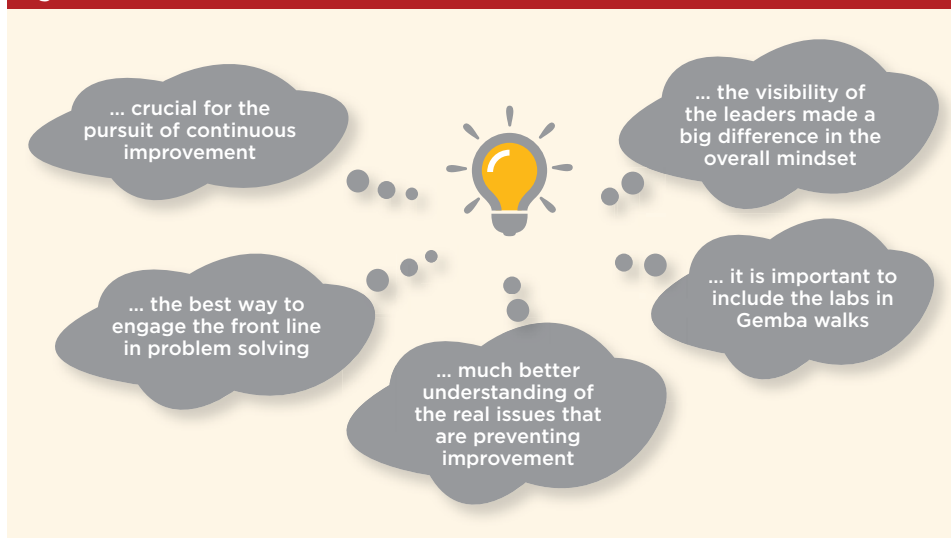 ... crucial for the
pursuit of continuous
improvement
... the visibility of
the leaders made a
big difference in the
overall mindset
... the best way to
engage the front line
in problem solving
... it is important to
include the labs in
Gemba walks
... much better
understanding of
the real issues that
are preventing
improvement